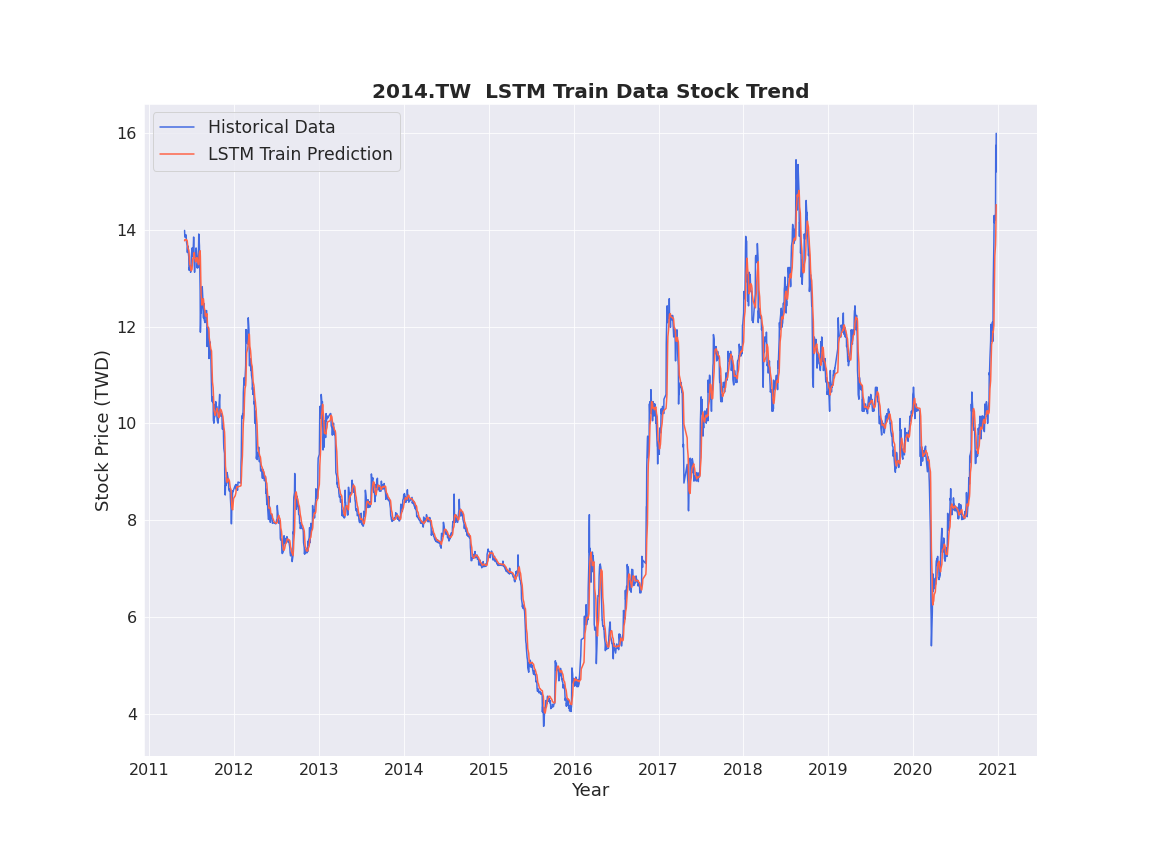 2014.TW  LSTM Train Data Stock Trend
Historical Data
LSTM Train Prediction
16
14
12
10
8
6
4
Stock Price (TWD)
2011 2012 2013 2014 2015 2016 2017 2018 2019 2020 2021
Year